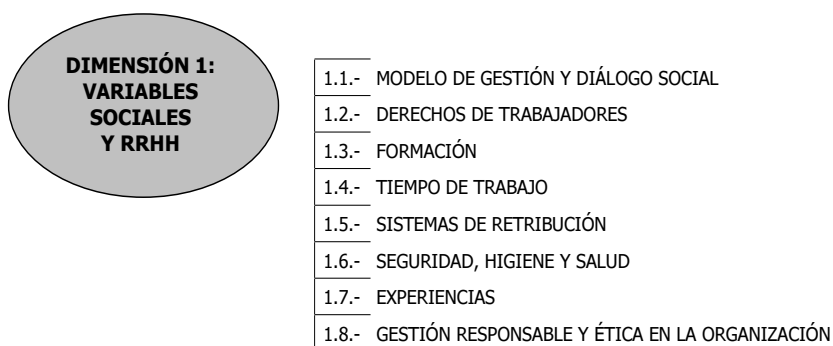 DIMENSIÓN 1:
VARIABLES
SOCIALES
Y RRHH
1.1.- MODELO DE GESTIÓN Y DIÁLOGO SOCIAL
1.2.- DERECHOS DE TRABAJADORES
1.3.- FORMACIÓN
1.4.- TIEMPO DE TRABAJO
1.5.- SISTEMAS DE RETRIBUCIÓN
1.6.- SEGURIDAD, HIGIENE Y SALUD
1.7.- EXPERIENCIAS
1.8.- GESTIÓN RESPONSABLE Y ÉTICA EN LA ORGANIZACIÓN